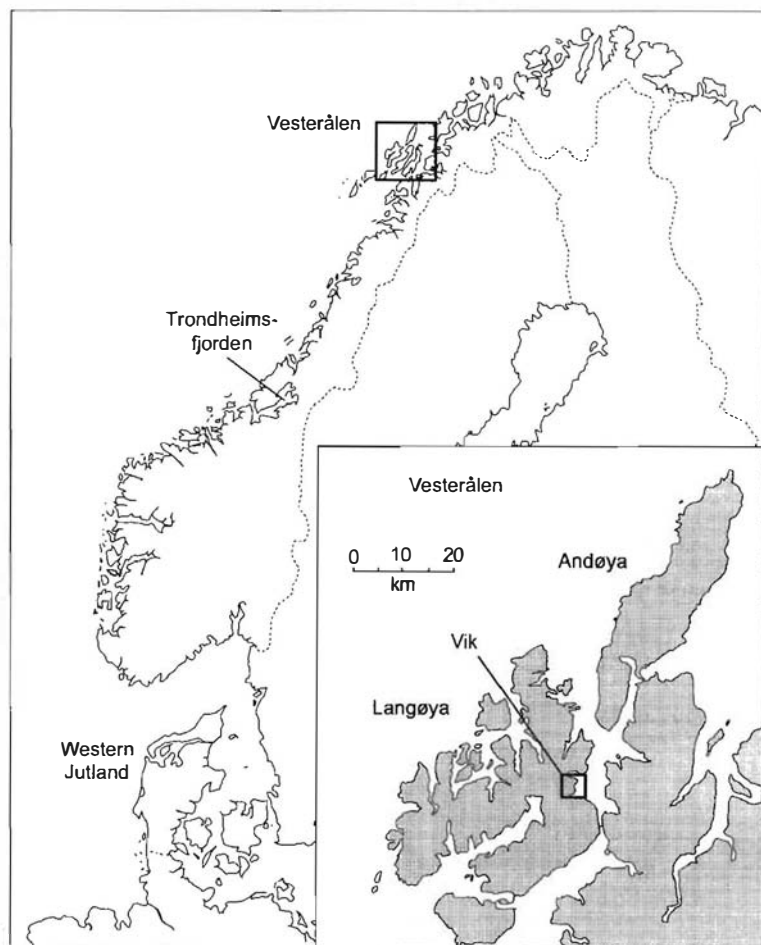 Vesterålen
Trondheims-
fjorden
Western
Jutland
Vesterålen
0 10 20
km
Andøya
Vik
Langøya